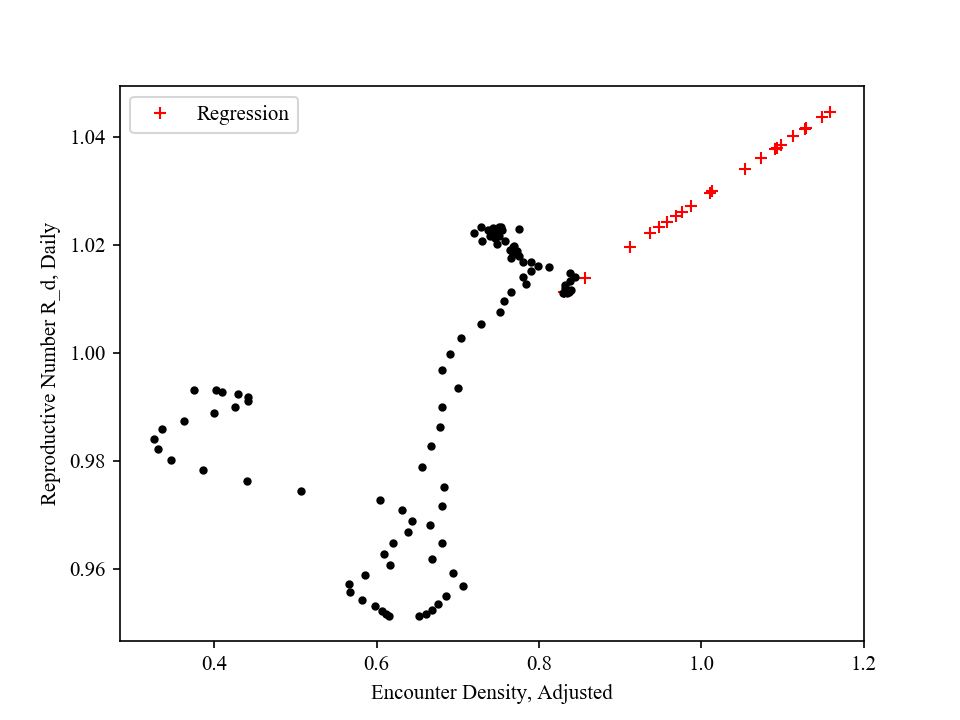 Regression
1.04
1.02
1.00
0.98
0.96
Reproductive Number R_d, Daily
0.4 0.6 0.8 1.0 1.2
Encounter Density, Adjusted